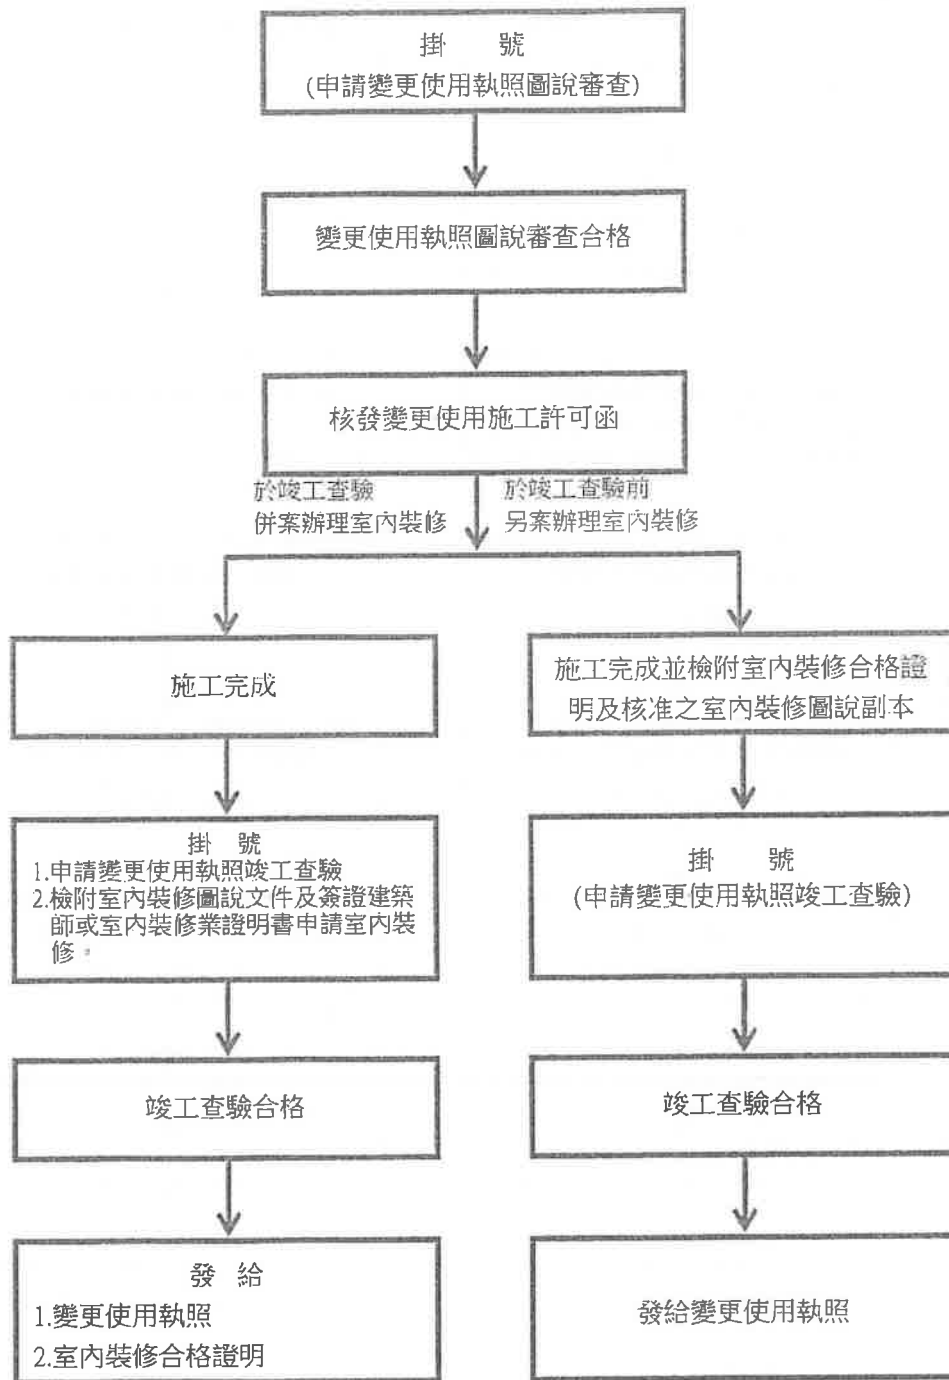 掛 號
(申請變更使用執照圖說審查)
變更使用執照圖說審查合格
核發變更使用施工許可函
於竣工查驗
併案辦理室內裝修
於竣工查驗前
另案辦理室內裝修
施工完成
施工完成並檢附室內裝修合格證
明及核准之室內裝修圖說副本
掛 號
1.申請變更使用執照竣工查驗
2.檢附室內裝修圖說文件及簽證建築
師或室內裝修業證明書申請室內裝
修。
掛 號
(申請變更使用執照竣工查驗)
竣工查驗合格
竣工查驗合格
發 給
1.變更使用執照
2.室內裝修合格證明
發給變更使用執照